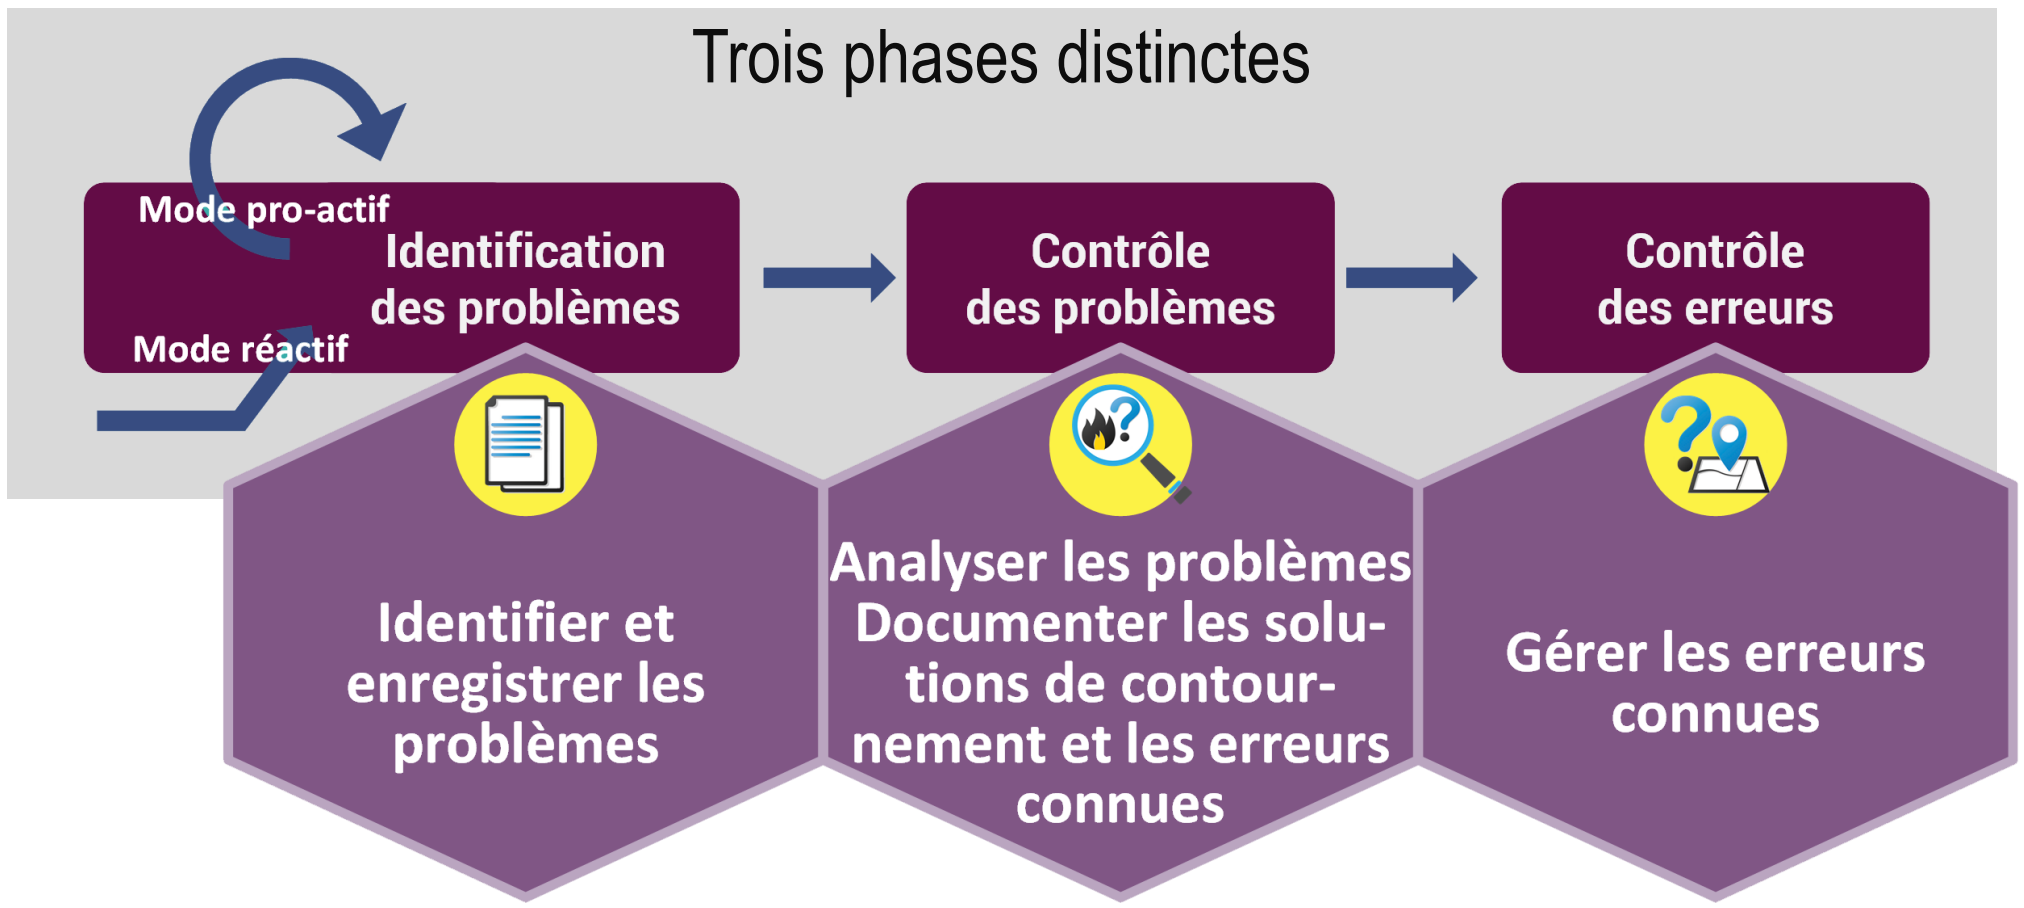 Trois phases distinctes
Mode pro-actif
Identification
des problèmes
Mode réactif
Contrôle
des problèmes
Contrôle
des erreurs
Identifier et
enregistrer les
problèmes
Analyser les problèmes
Documenter les solu-
tions de contour-
nement et les erreurs
connues
Gérer les erreurs
connues